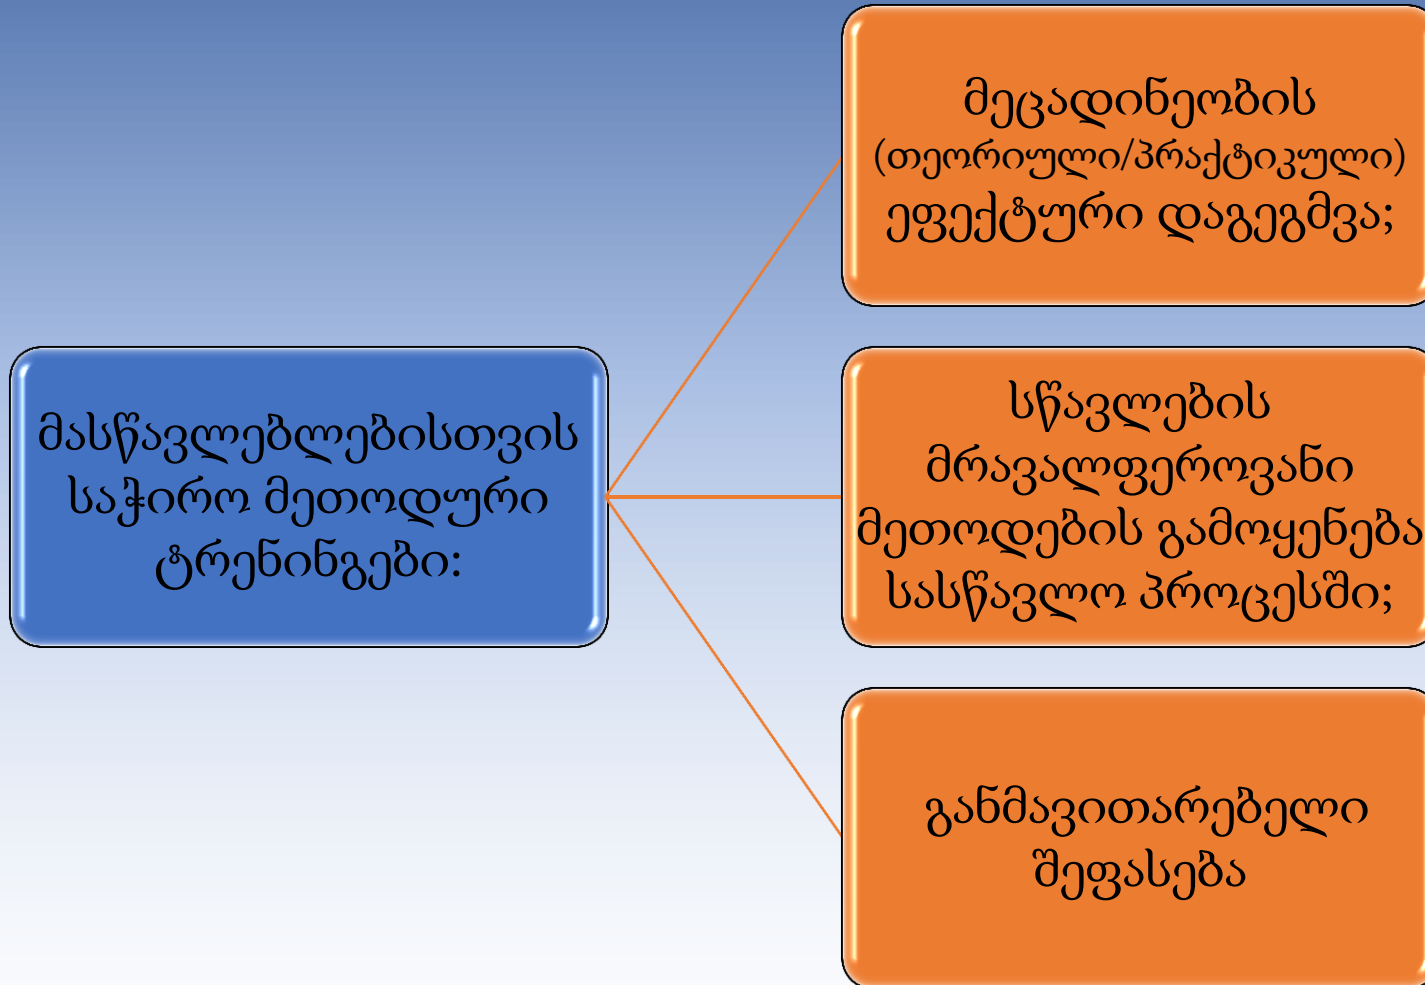 მასწავლებლებისთვის
საჭირო მეთოდური
ტრენინგები:
მეცადინეობის
(თეორიული/პრაქტიკული)
ეფექტური დაგეგმვა;
სწავლების
მრავალფეროვანი
მეთოდების გამოყენება
სასწავლო პროცესში;
განმავითარებელი
შეფასება